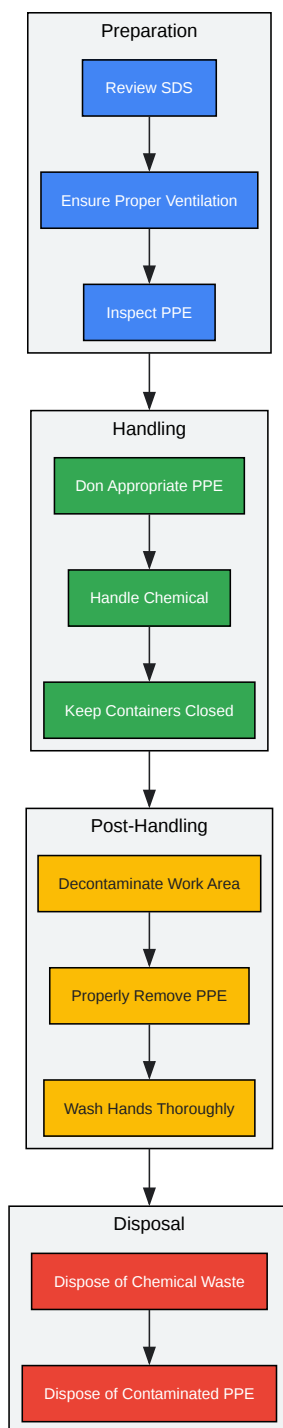 Preparation
Review SDS
Ensure Proper Ventilation
Inspect PPE
Handling
Don Appropriate PPE
Handle Chemical
Keep Containers Closed
Post-Handling
Decontaminate Work Area
Properly Remove PPE
Wash Hands Thoroughly
Disposal
Dispose of Chemical Waste
Dispose of Contaminated PPE